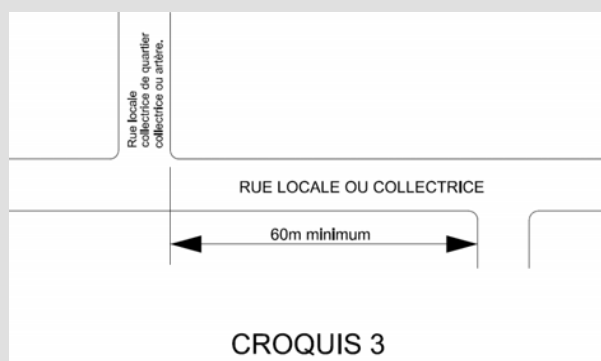 Rue locale
collectrice de quartier
collectrice ou artère.
RUE LOCALE OU COLLECTRICE
60m minimum
CROQUIS 3